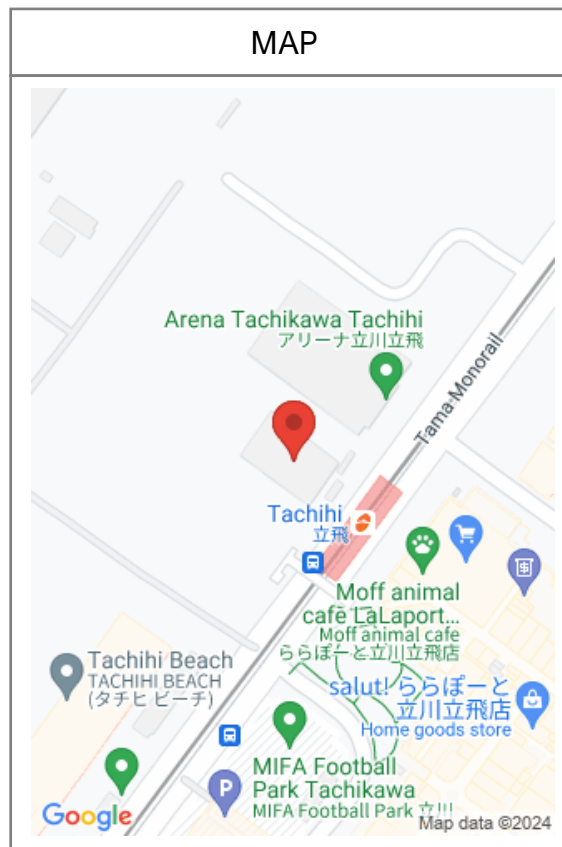 MAP
Arena Tachikawa Tachihi
アリーナ立川立飛
Tama Monorail
Tachihi
立飛
Moff animal
cafe LaLaport...
Moff animal cafe
ららぽーと立川立飛店
Tachihi Beach
TACHIHI BEACH
(タチヒ ビーチ)
salut! ららぽーと
立川立飛店
Home goods store
MIFA Football
Park Tachikawa
MIFA Football Park 立川
P
Google
Map data ©2024